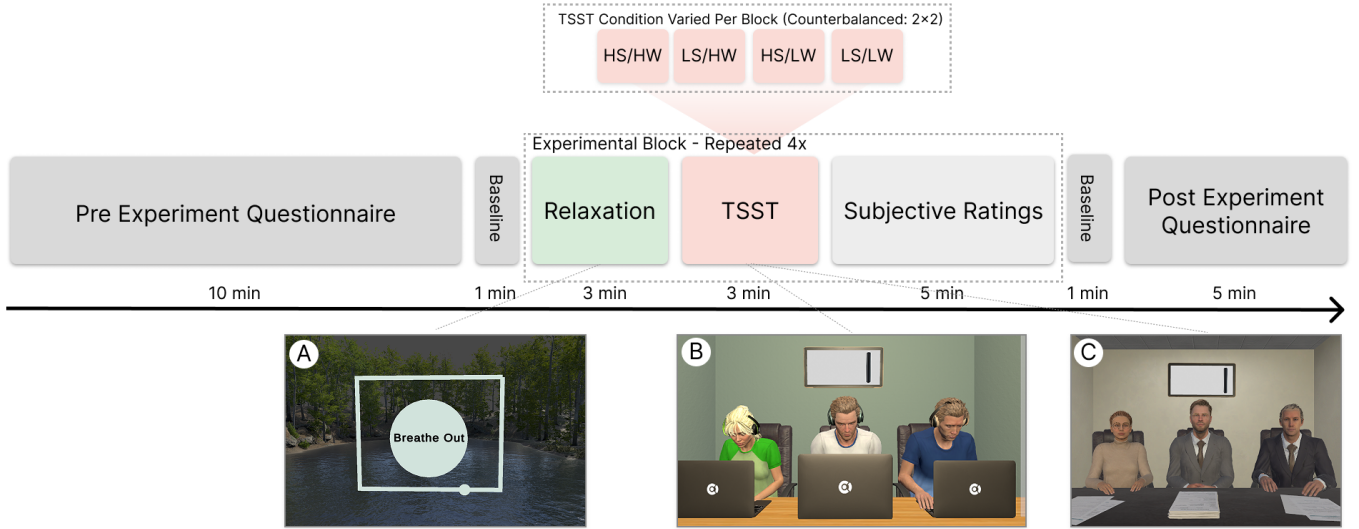 TSST Condition Varied Per Block (Counterbalanced: 2×2)
HS/HW LS/HW HS/LW LS/LW
Experimental Block - Repeated 4x
Pre Experiment Questionnaire
Baseline
Relaxation
TSST
Subjective Ratings
Baseline
Post Experiment
Questionnaire
10 min 1 min 3 min 3 min 5 min 1 min 5 min
A
Breathe Out
B
C